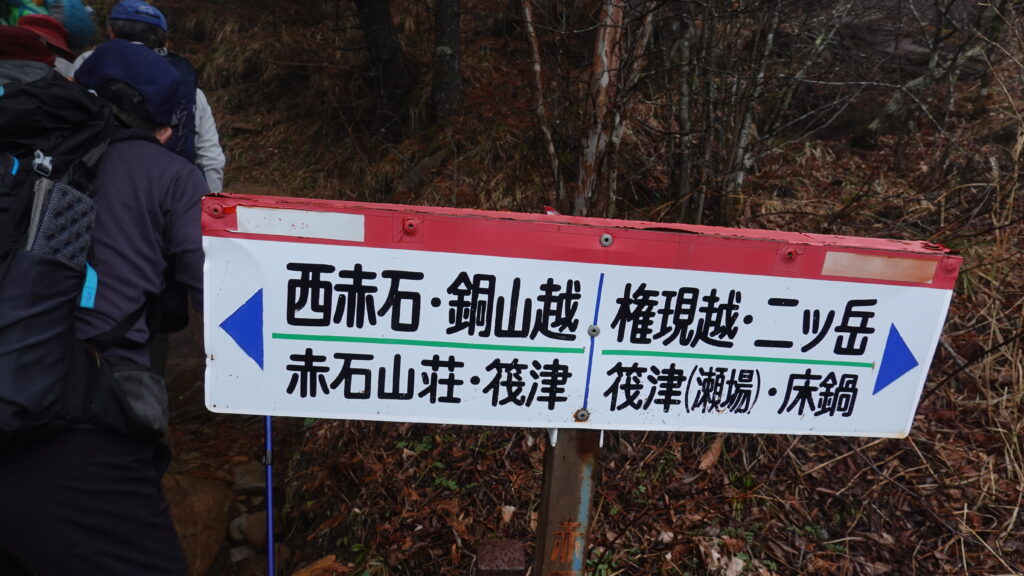 西赤石・銅山越
赤石山荘・筏津
権現越・二ッ岳
筏津(瀬場)・床鍋
赤